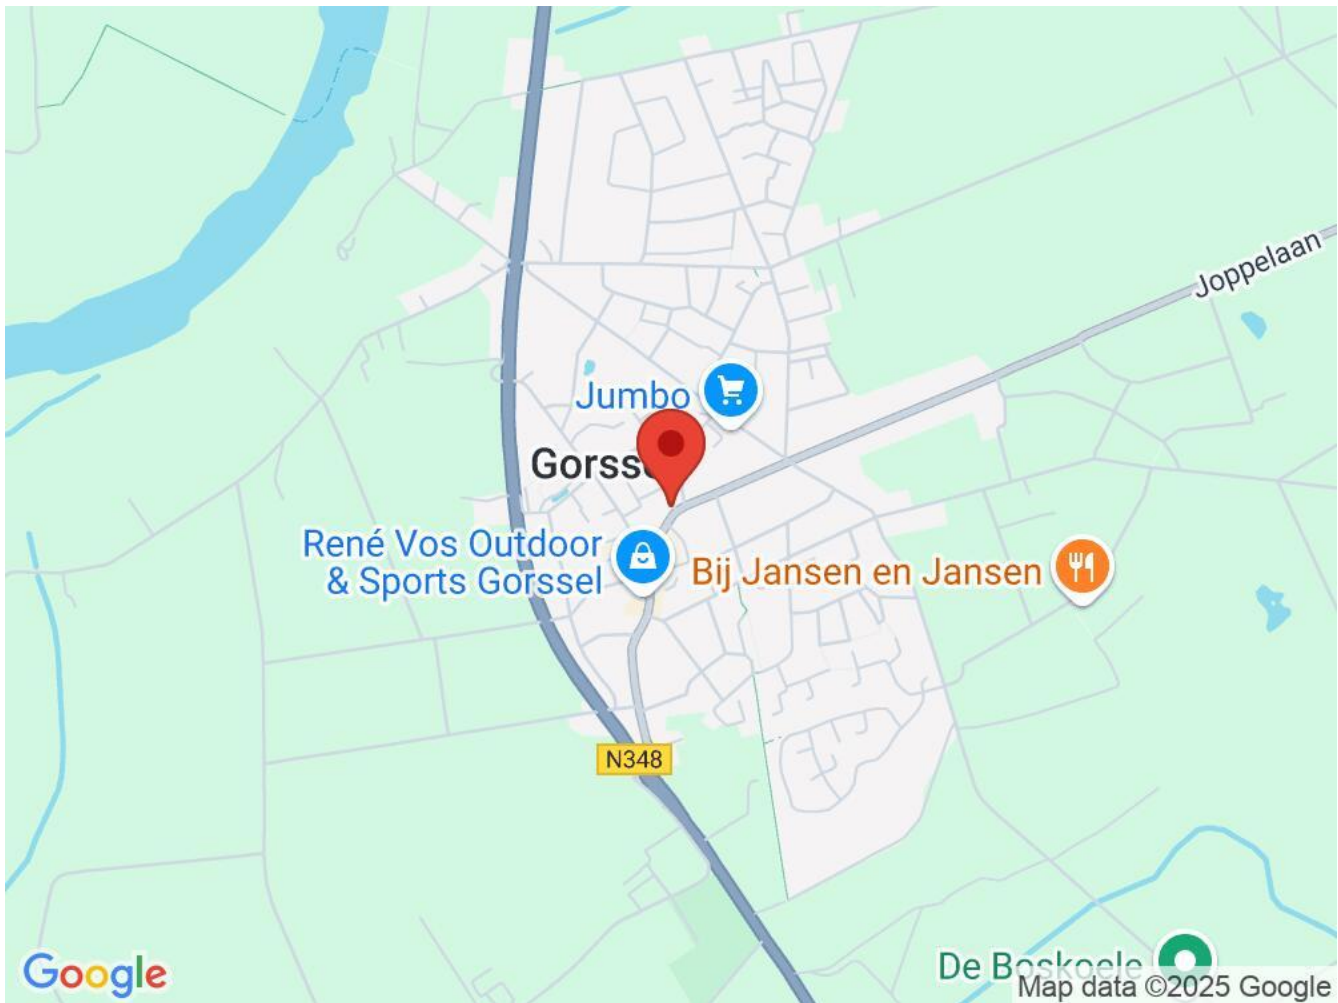 Joppelaan
Jumbo
Gorsse
René Vos Outdoor
& Sports Gorssel
Bij Jansen en Jansen
N348
De Boskoele
Google
Map data ©2025 Google